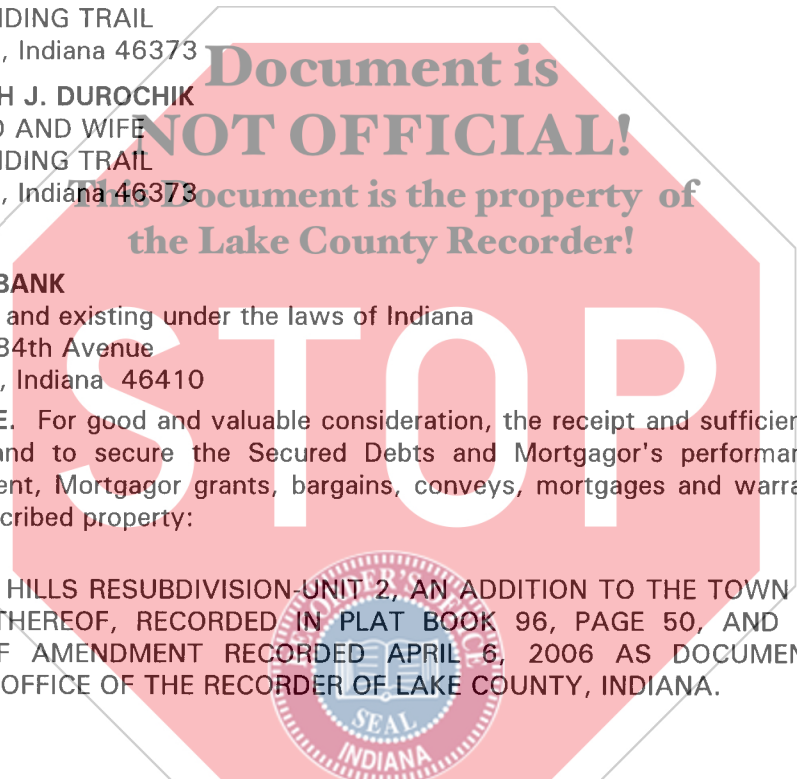 NDING TRAIL
, Indiana 46373
Document is
H J. DUROCHIK
D AND WIFE
NOT OFFICIAL!
NDING TRAIL
, Indiana 46373
This Document is the property of
the Lake County Recorder!
BANK
and existing under the laws of Indiana
84th Avenue
, Indiana 46410
STOP
E. For good and valuable consideration, the receipt and sufficien
and to secure the Secured Debts and Mortgagor's performan
ent, Mortgagor grants, bargains, conveys, mortgages and warra
cribed property:
HILLS RESUBDIVISION-UNIT 2, AN ADDITION TO THE TOWN
THEREOF, RECORDED IN PLAT BOOK 96, PAGE 50, AND
F AMENDMENT RECORDED APRIL 6, 2006 AS DOCUMEN
OFFICE OF THE RECORDER OF LAKE COUNTY, INDIANA.
RECORDER'S OFFICE
SEAL
INDIANA